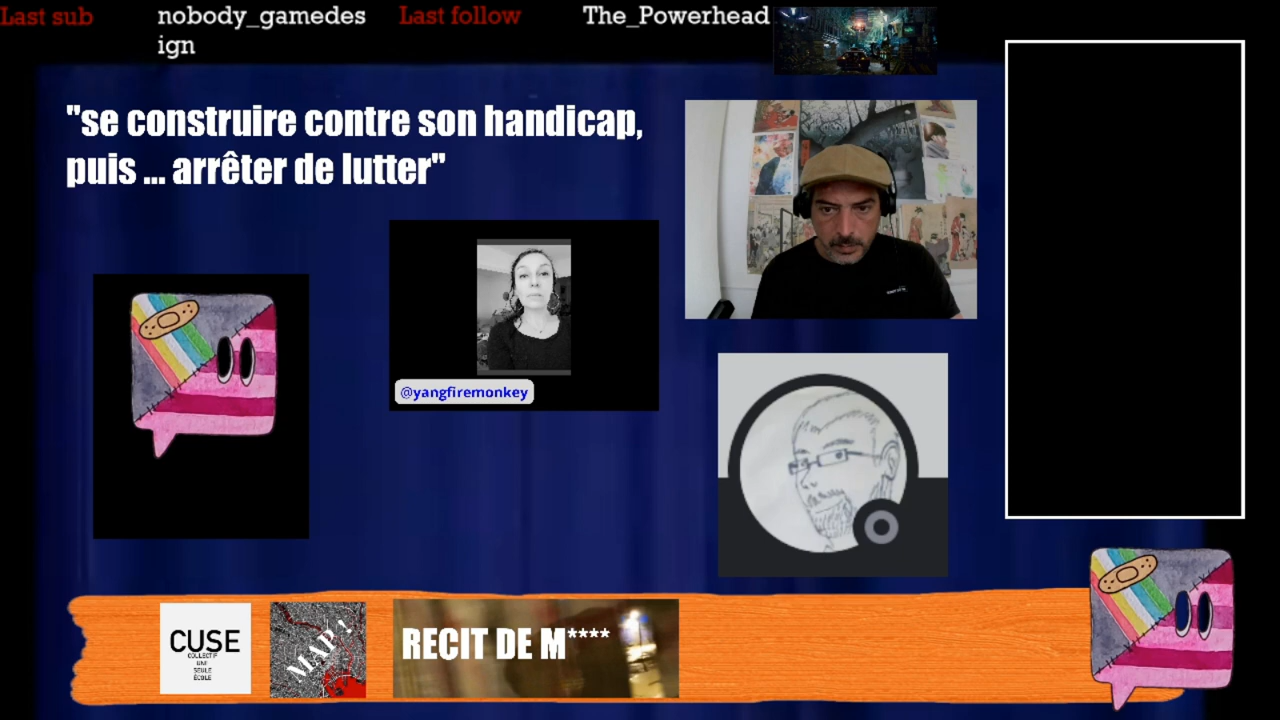 Last sub
nobody_gamedes
ign
Last follow
The_Powerhead
"se construire contre son handicap,
puis ... arrêter de lutter"
@yangfiremonkey
CUSE
COLLECTIF
UNE
SEULE
ÉCOLE
MAP !
RECIT DE M****